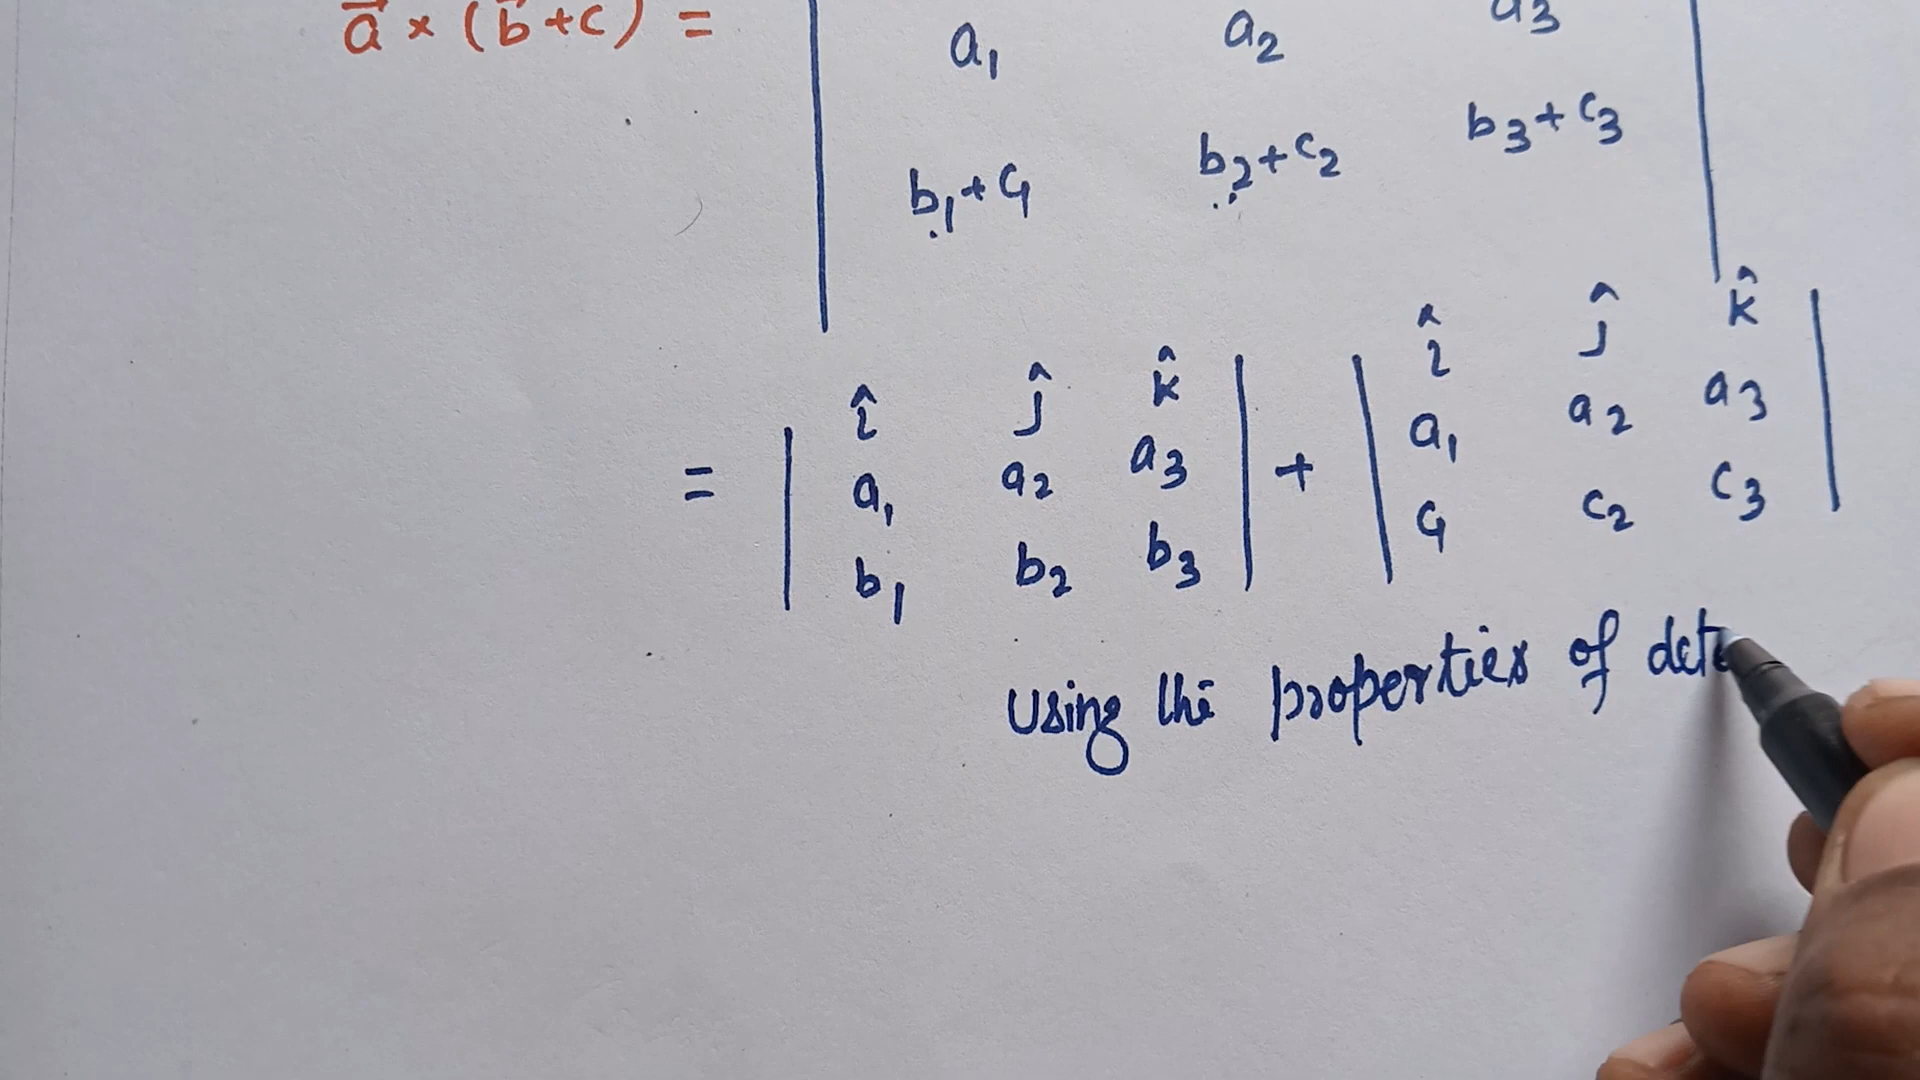 a⃗ × (b⃗ + c) = | a₁ a₂ a₃ |
| b₁+c₁ b₂+c₂ b₃+c₃ |
= | î ĵ k̂ | + | î ĵ k̂ |
| a₁ a₂ a₃ | | a₁ a₂ a₃ |
| b₁ b₂ b₃ | | c₁ c₂ c₃ |
using the properties of dete